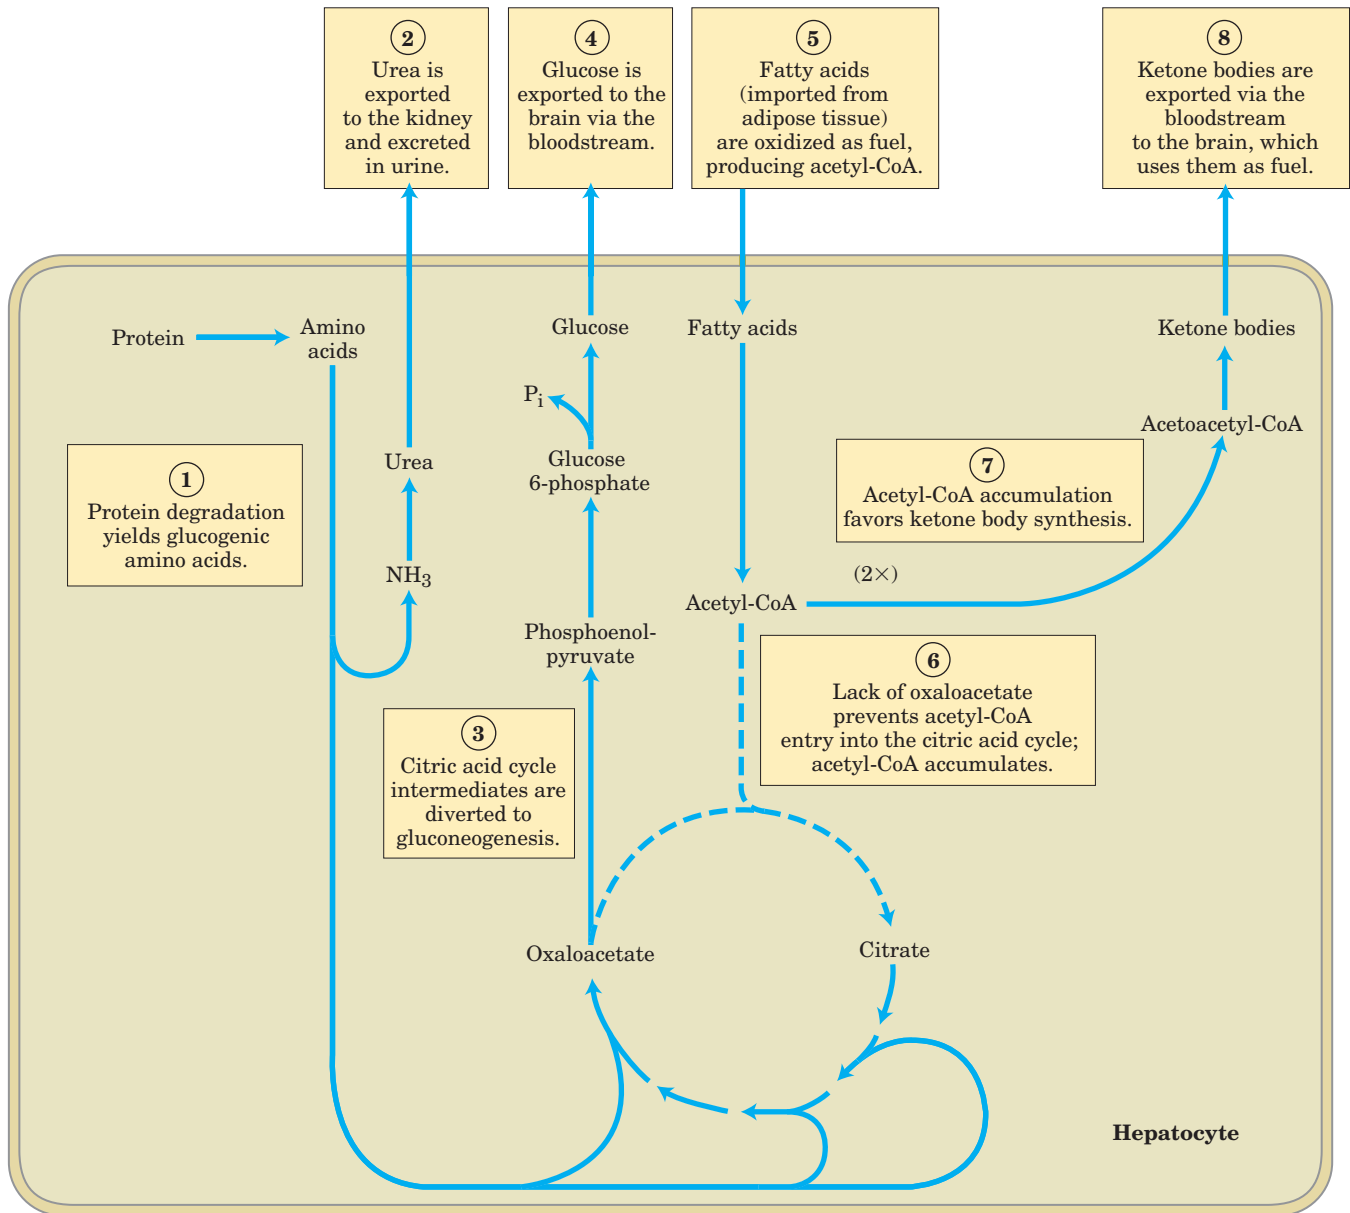 2
Urea is
exported
to the kidney
and excreted
in urine.
4
Glucose is
exported to the
brain via the
bloodstream.
5
Fatty acids
(imported from
adipose tissue)
are oxidized as fuel,
producing acetyl-CoA.
8
Ketone bodies are
exported via the
bloodstream
to the brain, which
uses them as fuel.
Protein
Amino
acids
Glucose
Fatty acids
Ketone bodies
Pi
Acetoacetyl-CoA
1
Protein degradation
yields glucogenic
amino acids.
Urea
Glucose
6-phosphate
7
Acetyl-CoA accumulation
favors ketone body synthesis.
NH3
(2×)
Acetyl-CoA
Phosphoenol-
pyruvate
6
Lack of oxaloacetate
prevents acetyl-CoA
entry into the citric acid cycle;
acetyl-CoA accumulates.
3
Citric acid cycle
intermediates are
diverted to
gluconeogenesis.
Oxaloacetate
Citrate
Hepatocyte